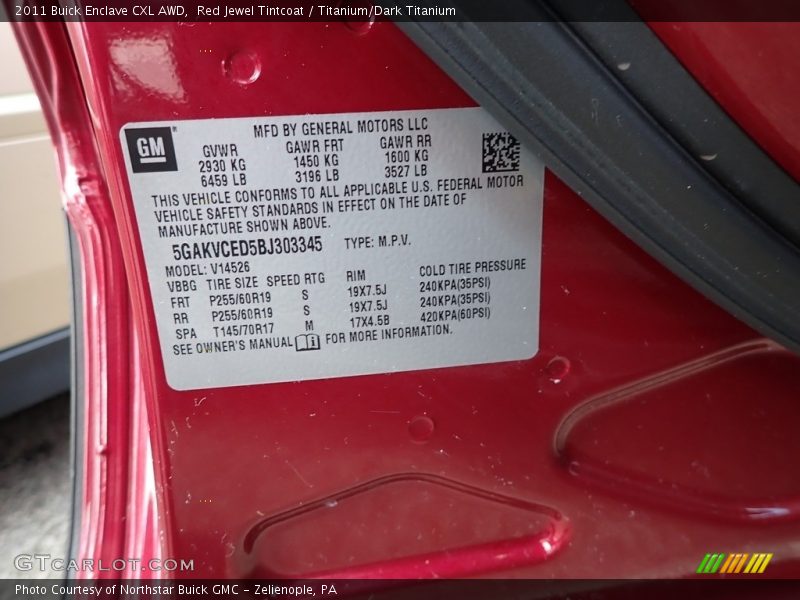 2011 Buick Enclave CXL AWD, Red Jewel Tintcoat / Titanium/Dark Titanium
GM
MFD BY GENERAL MOTORS LLC
GVWR GAWR FRT GAWR RR
2930 KG 1450 KG 1600 KG
6459 LB 3196 LB 3527 LB
THIS VEHICLE CONFORMS TO ALL APPLICABLE U.S. FEDERAL MOTOR
VEHICLE SAFETY STANDARDS IN EFFECT ON THE DATE OF
MANUFACTURE SHOWN ABOVE.
5GAKVCED5BJ303345 TYPE: M.P.V.
MODEL: V14526
VBBG TIRE SIZE SPEED RTG RIM COLD TIRE PRESSURE
FRT P255/60R19 S 19X7.5J 240KPA(35PSI)
RR P255/60R19 S 19X7.5J 240KPA(35PSI)
SPA T145/70R17 M 17X4.5B 420KPA(60PSI)
SEE OWNER'S MANUAL FOR MORE INFORMATION.
GTCarLot.com
Photo Courtesy of Northstar Buick GMC - Zelienople, PA